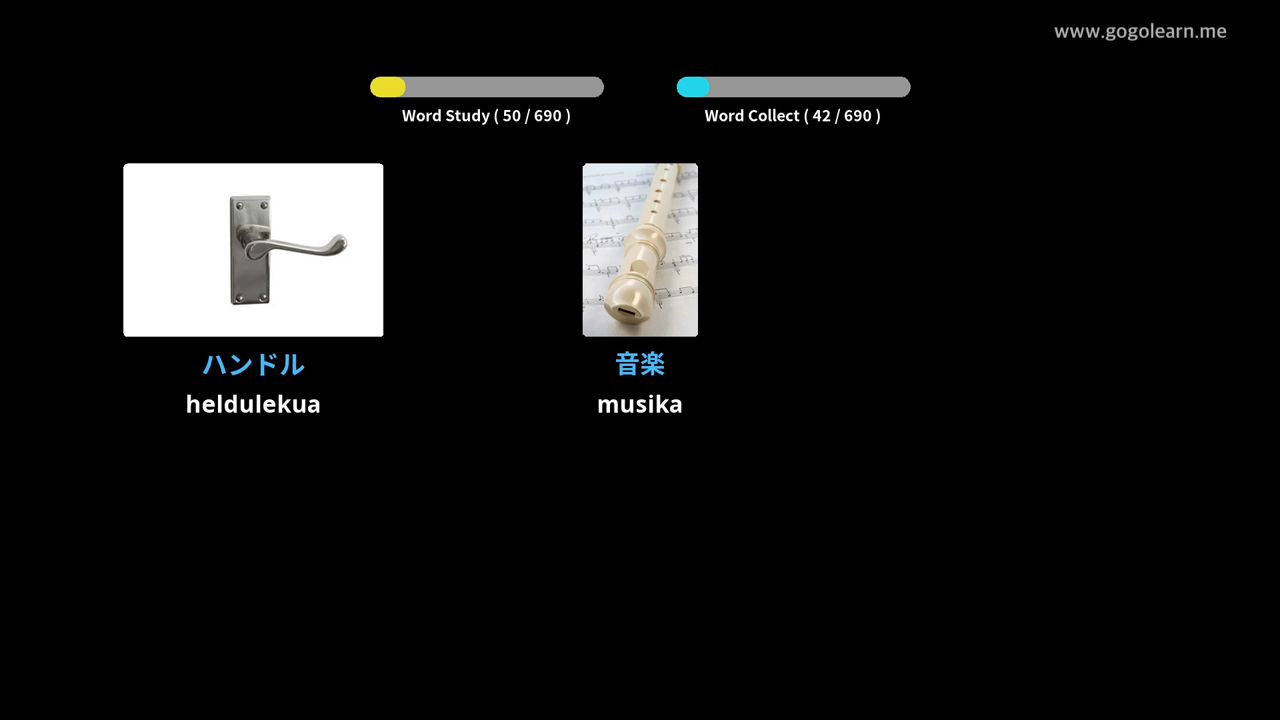 www.gogolearn.me
Word Study ( 50 / 690 )
Word Collect ( 42 / 690 )
ハンドル
heldulekua
音楽
musika